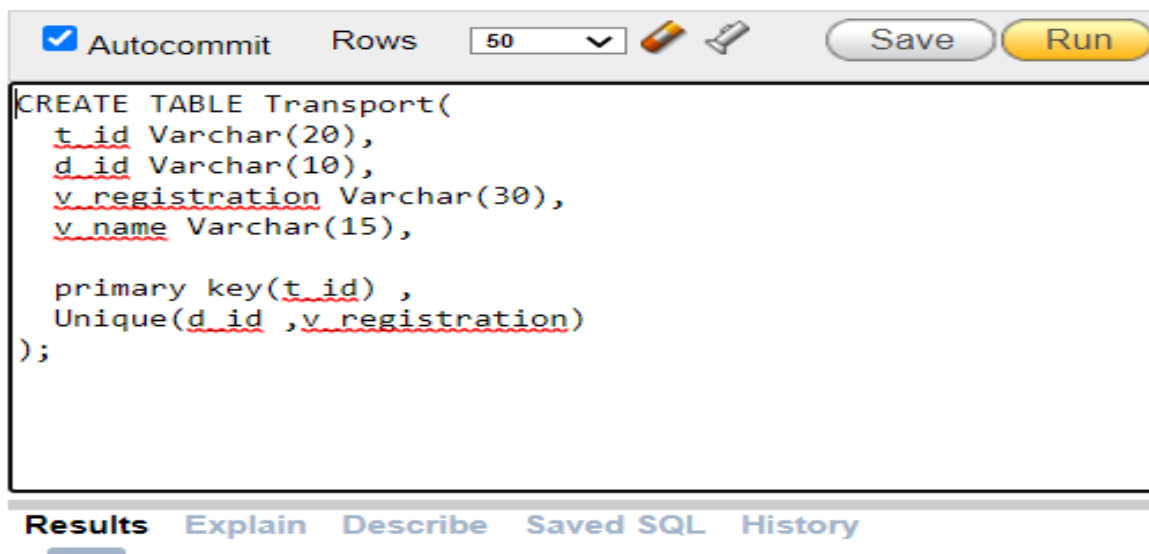 Autocommit Rows 50 Save Run
CREATE TABLE Transport(
t_id Varchar(20),
d_id Varchar(10),
v_registration Varchar(30),
v_name Varchar(15),
primary key(t_id) ,
Unique(d_id ,v_registration)
);
Results Explain Describe Saved SQL History